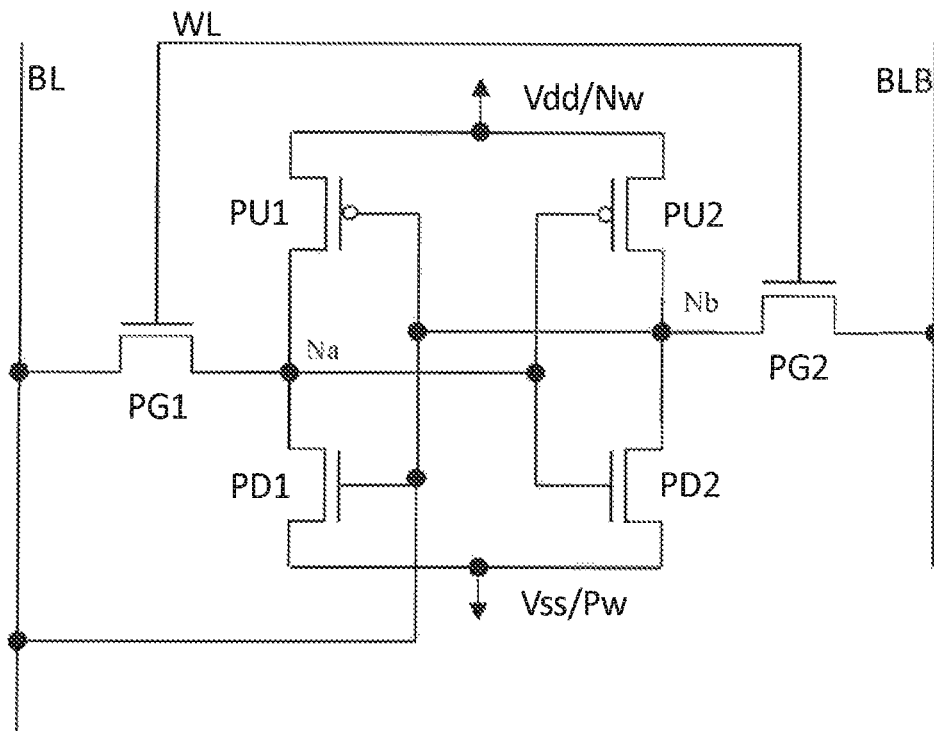 WL
BL
Vdd/Nw
BLB
PU1
PU2
Nb
Na
PG1
PG2
PD1
PD2
Vss/Pw